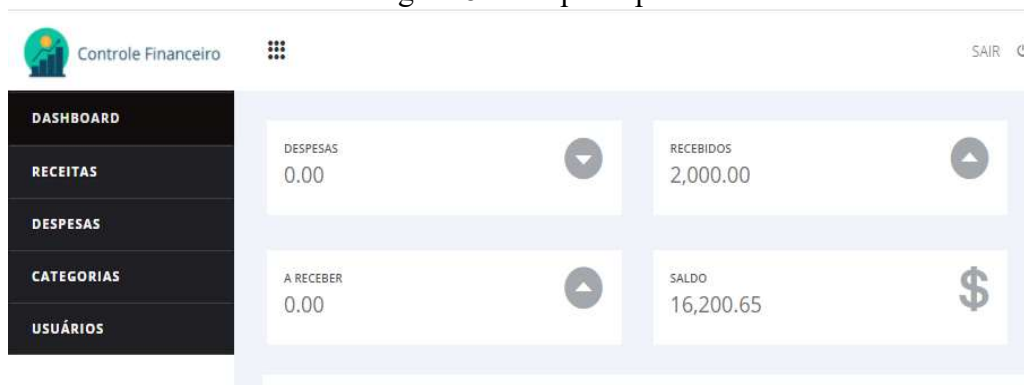 Controle Financeiro
SAIR
DASHBOARD
RECEITAS
DESPESAS
CATEGORIAS
USUÁRIOS
DESPESAS
0.00
RECEBIDOS
2,000.00
A RECEBER
0.00
SALDO
16,200.65
$